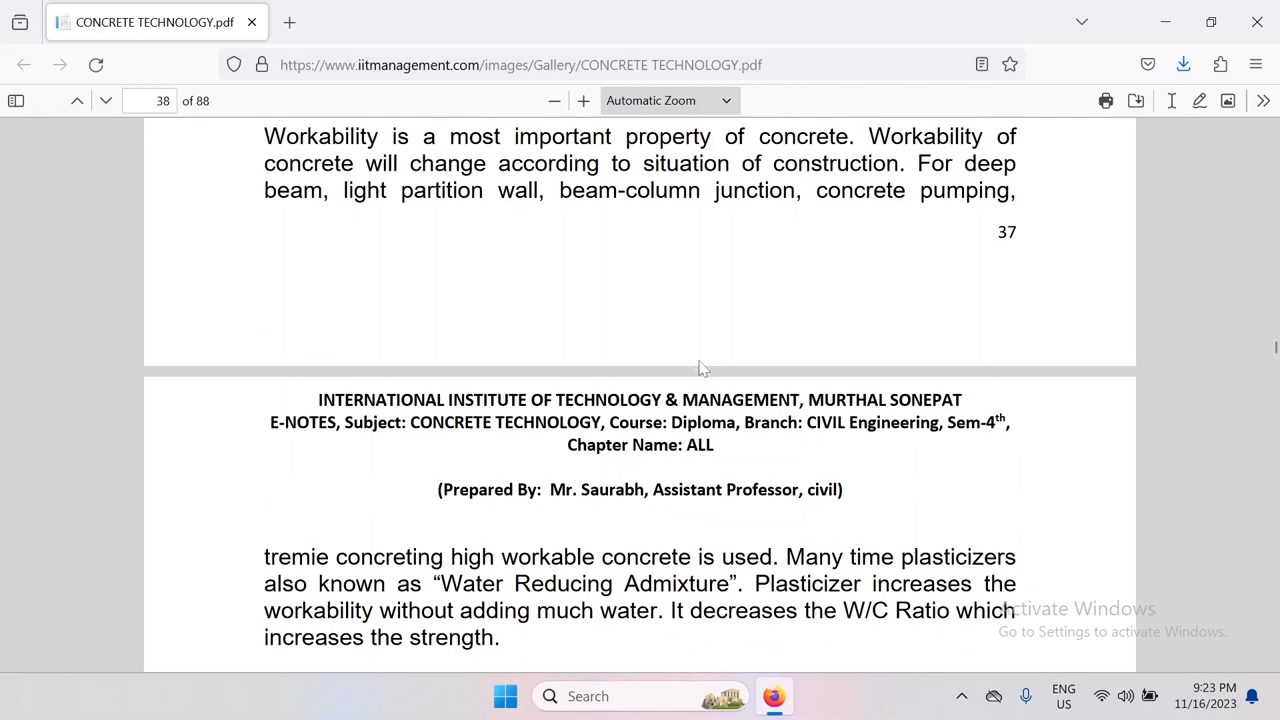 CONCRETE TECHNOLOGY.pdf
https://www.iitmanagement.com/images/Gallery/CONCRETE TECHNOLOGY.pdf
38 of 88
Automatic Zoom
Workability is a most important property of concrete. Workability of
concrete will change according to situation of construction. For deep
beam, light partition wall, beam-column junction, concrete pumping,
37
INTERNATIONAL INSTITUTE OF TECHNOLOGY & MANAGEMENT, MURTHAL SONEPAT
E-NOTES, Subject: CONCRETE TECHNOLOGY, Course: Diploma, Branch: CIVIL Engineering, Sem-4th,
Chapter Name: ALL
(Prepared By: Mr. Saurabh, Assistant Professor, civil)
tremie concreting high workable concrete is used. Many time plasticizers
also known as “Water Reducing Admixture”. Plasticizer increases the
workability without adding much water. It decreases the W/C Ratio which
increases the strength.
Activate Windows
Go to Settings to activate Windows.
Search
ENG
US
9:23 PM
11/16/2023